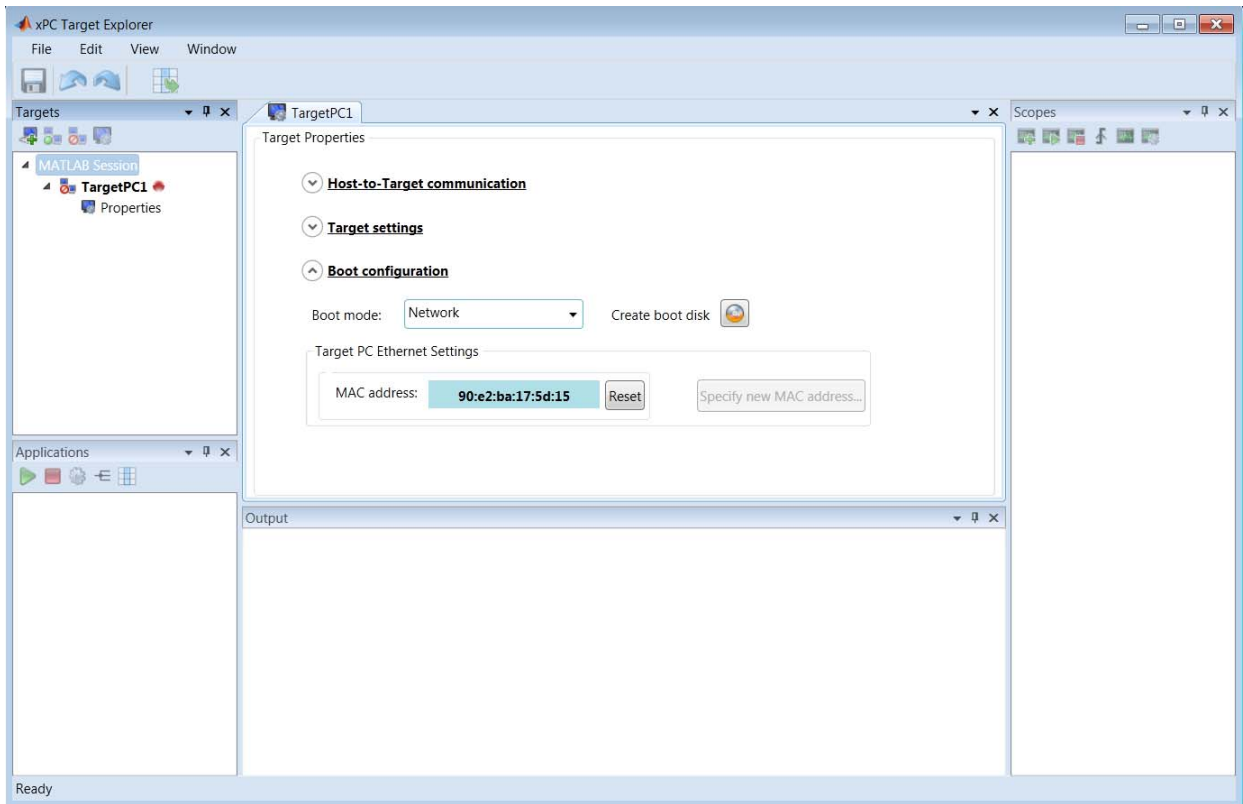 xPC Target Explorer
File Edit View Window
Targets
MATLAB Session
TargetPC1
Properties
Applications
TargetPC1
Target Properties
Host-to-Target communication
Target settings
Boot configuration
Boot mode: Network Create boot disk
Target PC Ethernet Settings
MAC address: 90:e2:ba:17:5d:15 Reset Specify new MAC address...
Output
Scopes
Ready